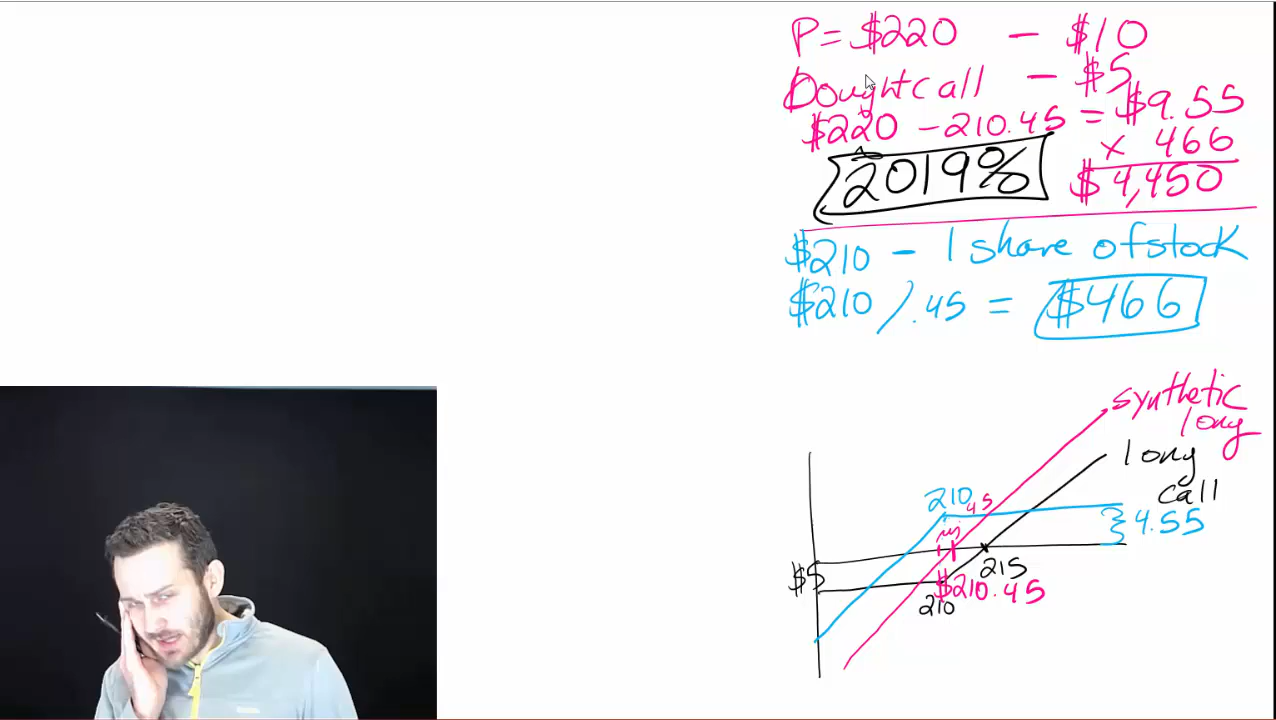 P = $220 — $10
Bought call — $5
$220 - 210.45 = $9.55
x 466
2019%
$4,450
$210 — 1 share of stock
$210 / .45 = $466
synthetic
long
long
call
210
45
} 4.55
$5
215
$210.45
210